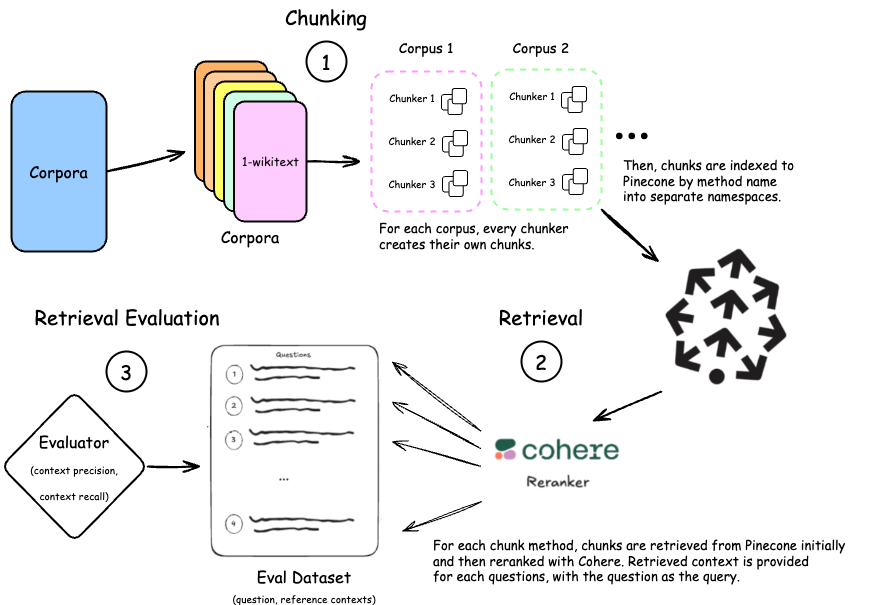 Chunking
1
Corpora
1-wikitext
Corpora
Corpus 1
Chunker 1
Chunker 2
Chunker 3
Corpus 2
Chunker 1
Chunker 2
Chunker 3
For each corpus, every chunker
creates their own chunks.
Then, chunks are indexed to
Pinecone by method name
into separate namespaces.
Retrieval
2
cohere
Reranker
For each chunk method, chunks are retrieved from Pinecone initially
and then reranked with Cohere. Retrieved context is provided
for each questions, with the question as the query.
Retrieval Evaluation
3
Evaluator
(context precision,
context recall)
Questions
1
2
3
...
9
Eval Dataset
(question, reference contexts)